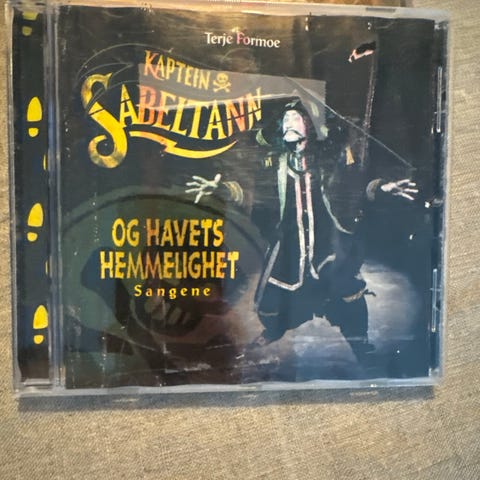 Terje Formoe
KAPTEIN
SABELTANN
OG HAVETS
HEMMELIGHET
Sangene